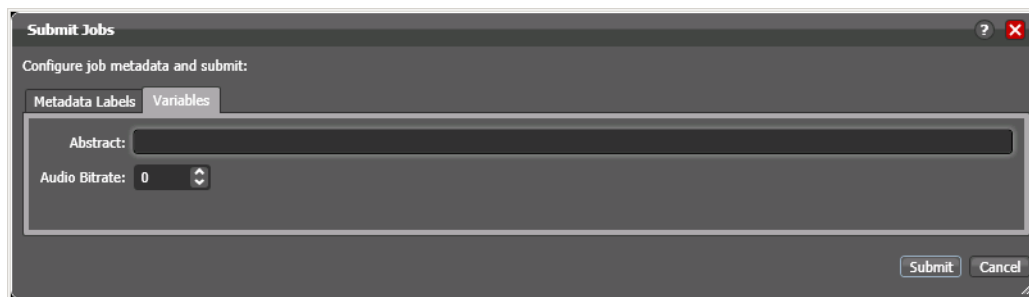 Submit Jobs ?
Configure job metadata and submit:
Metadata Labels Variables
Abstract:
Audio Bitrate: 0
Submit Cancel